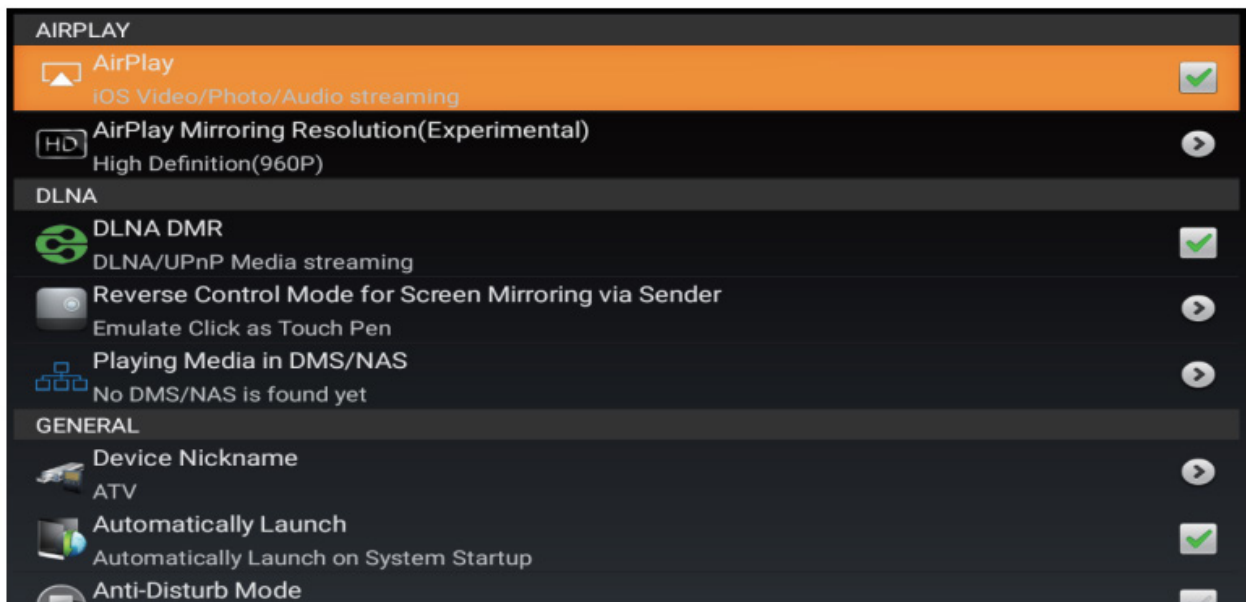 AIRPLAY
AirPlay
iOS Video/Photo/Audio streaming
HD
AirPlay Mirroring Resolution(Experimental)
High Definition(960P)
DLNA
DLNA DMR
DLNA/UPnP Media streaming
Reverse Control Mode for Screen Mirroring via Sender
Emulate Click as Touch Pen
Playing Media in DMS/NAS
No DMS/NAS is found yet
GENERAL
Device Nickname
ATV
Automatically Launch
Automatically Launch on System Startup
Anti-Disturb Mode